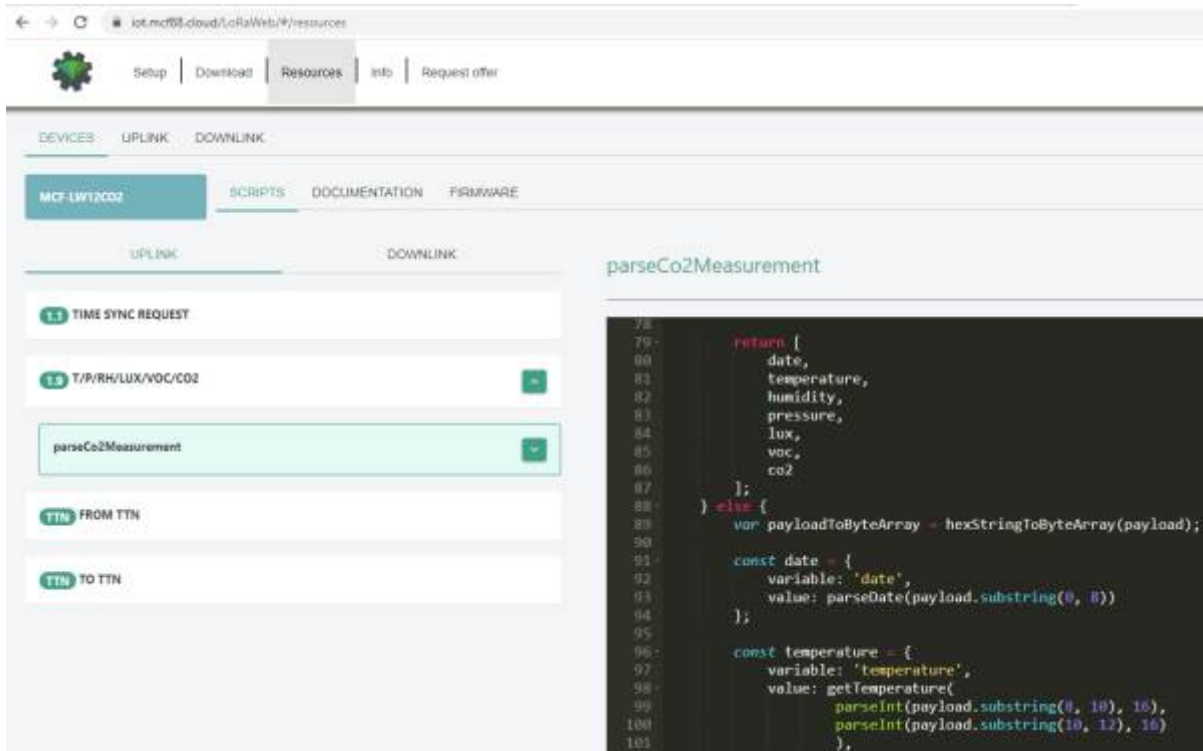 iot.mcf88.cloud/LoRaWeb/#/resources
Setup Download Resources Info Request offer
DEVICES UPLINK DOWNLINK
MCF-LW12CO2 SCRIPTS DOCUMENTATION FIRMWARE
UPLINK DOWNLINK
1.1 TIME SYNC REQUEST
1.9 T/P/RH/LUX/VOC/CO2
parseCo2Measurement
TTN FROM TTN
TTN TO TTN
parseCo2Measurement
78
79 return [
80 date,
81 temperature,
82 humidity,
83 pressure,
84 lux,
85 voc,
86 co2
87 ];
88 } else {
89 var payloadToByteArray = hexStringToByteArray(payload);
90
91 const date = {
92 variable: 'date',
93 value: parseDate(payload.substring(0, 8))
94 };
95
96 const temperature = {
97 variable: 'temperature',
98 value: getTemperature(
99 parseInt(payload.substring(8, 10), 16),
100 parseInt(payload.substring(10, 12), 16)
101 ),